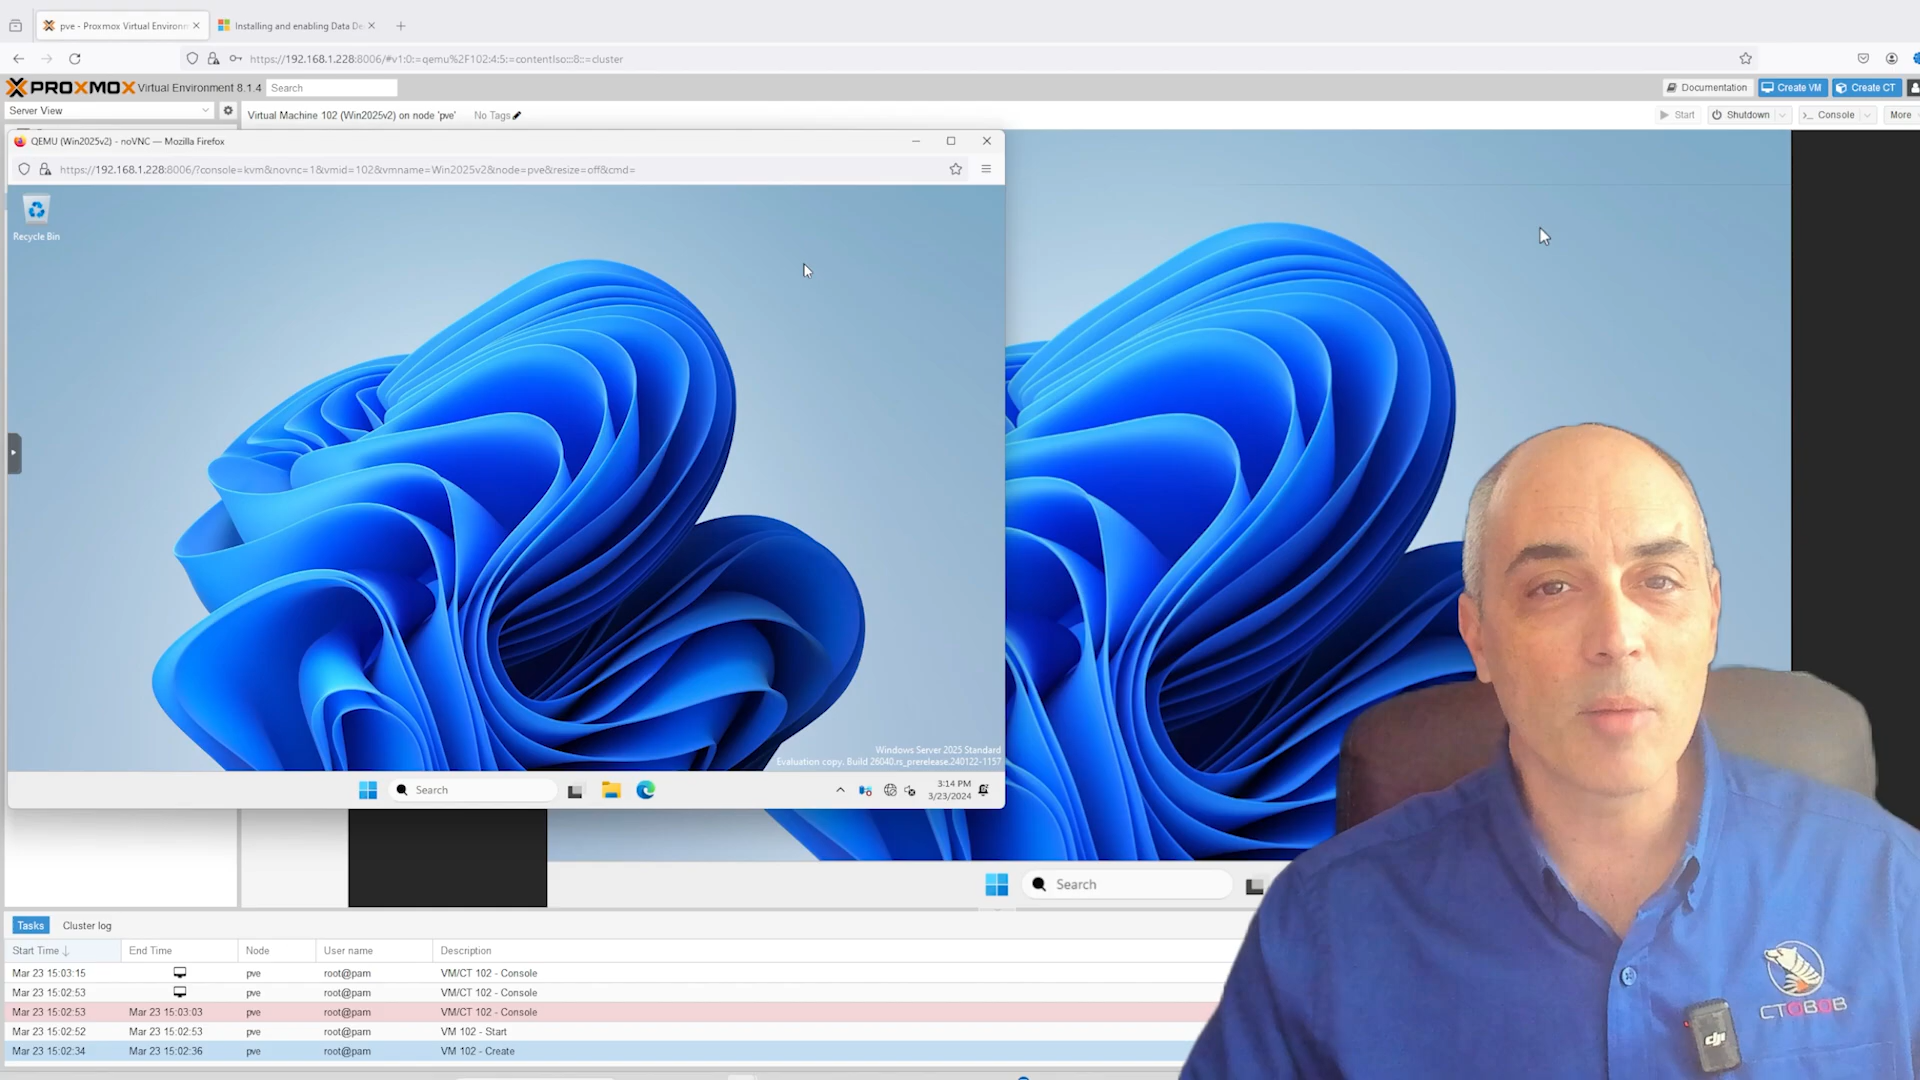 pve - Proxmox Virtual Environm
Installing and enabling Data De
https://192.168.1.228:8006/#v1:0:=qemu%2F102:4:5:=contentIso:::8::=cluster
PROXMOX Virtual Environment 8.1.4 Search
Documentation Create VM Create CT
Server View
Virtual Machine 102 (Win2025v2) on node 'pve' No Tags
Start Shutdown Console More
QEMU (Win2025v2) - noVNC — Mozilla Firefox
https://192.168.1.228:8006/?console=kvm&novnc=1&vmid=102&vmname=Win2025v2&node=pve&resize=off&cmd=
Recycle Bin
Windows Server 2025 Standard
Evaluation copy. Build 26040.rs_prerelease.240122-1157
Search
3:14 PM
3/23/2024
Search
Tasks Cluster log
Start Time End Time Node User name Description
Mar 23 15:03:15 pve root@pam VM/CT 102 - Console
Mar 23 15:02:53 pve root@pam VM/CT 102 - Console
Mar 23 15:02:53 Mar 23 15:03:03 pve root@pam VM/CT 102 - Console
Mar 23 15:02:52 Mar 23 15:02:53 pve root@pam VM 102 - Start
Mar 23 15:02:34 Mar 23 15:02:36 pve root@pam VM 102 - Create
CTOBOB
dji